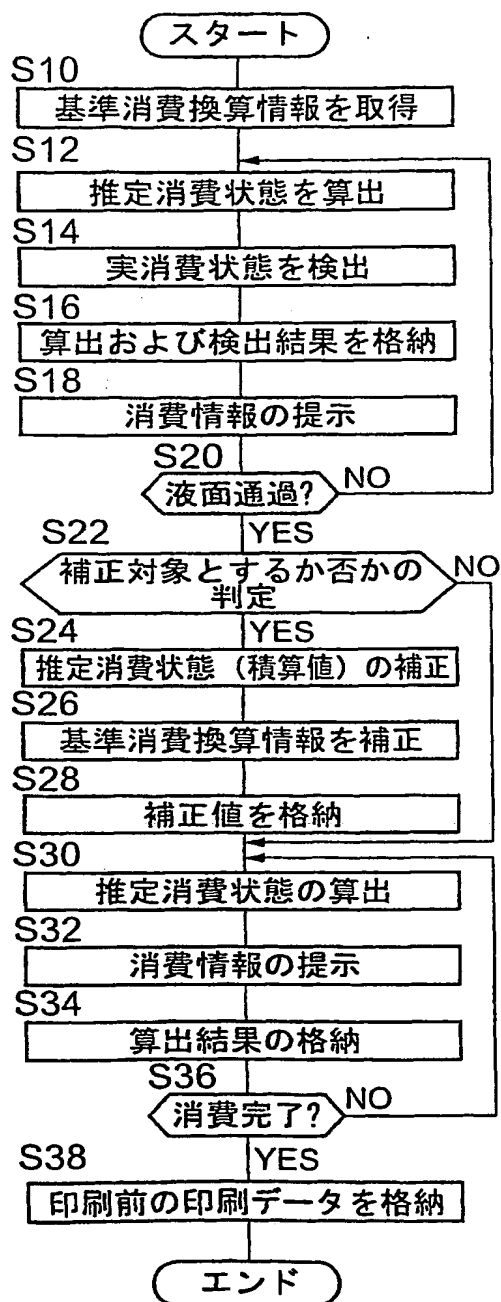 スタート
S10
基準消費換算情報を取得
S12
推定消費状態を算出
S14
実消費状態を検出
S16
算出および検出結果を格納
S18
消費情報の提示
S20
液面通過?
NO
YES
S22
補正対象とするか否かの
判定
NO
YES
S24
推定消費状態（積算値）の補正
S26
基準消費換算情報を補正
S28
補正値を格納
S30
推定消費状態の算出
S32
消費情報の提示
S34
算出結果の格納
S36
消費完了?
NO
YES
S38
印刷前の印刷データを格納
エンド